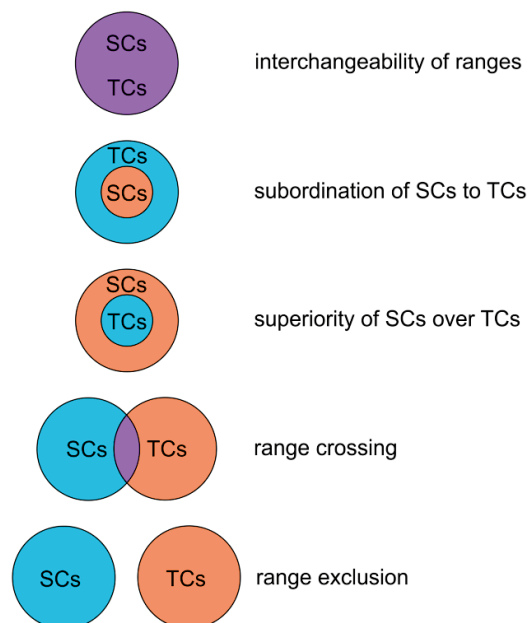 SCs
TCs
interchangeability of ranges
TCs
SCs
subordination of SCs to TCs
SCs
TCs
superiority of SCs over TCs
SCs TCs
range crossing
SCs TCs
range exclusion